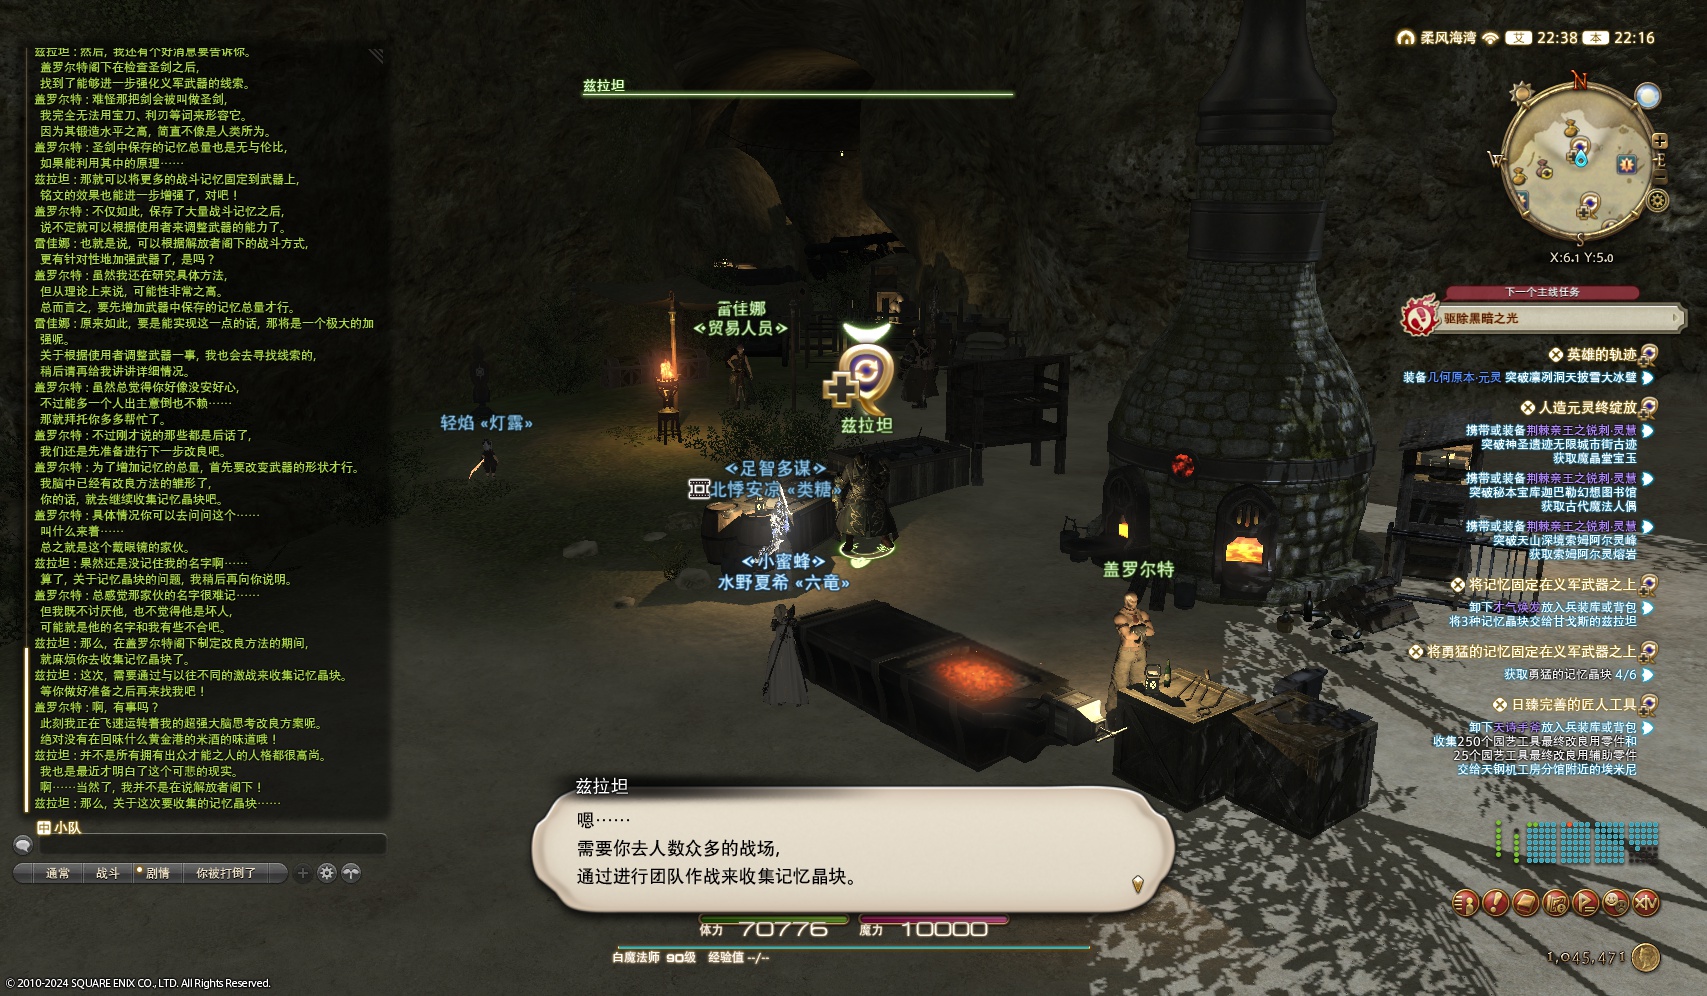 兹拉坦：然后，我还有个好消息要告诉你。
盖罗尔特阁下在检查圣剑之后，
找到了能够进一步强化义军武器的线索。
盖罗尔特：难怪那把剑会被叫做圣剑，
我完全无法用宝刀、利刃等词来形容它。
因为其锻造水平之高，简直不像是人类所为。
盖罗尔特：圣剑中保存的记忆总量也是无与伦比，
如果能利用其中的原理……
兹拉坦：那就可以将更多的战斗记忆固定到武器上，
铭文的效果也能进一步增强了，对吧！
盖罗尔特：不仅如此，保存了大量战斗记忆之后，
说不定就可以根据使用者来调整武器的能力了。
雷佳娜：也就是说，可以根据解放者阁下的战斗方式，
更有针对性地加强武器了，是吗？
盖罗尔特：虽然我还在研究具体方法，
但从理论上来说，可能性非常之高。
总而言之，要先增加武器中保存的记忆总量才行。
雷佳娜：原来如此，要是能实现这一点的话，那将是一个极大的加
强呢。
关于根据使用者调整武器一事，我也会去寻找线索的，
稍后请再给我讲讲详细情况。
盖罗尔特：虽然总觉得你好像没安好心，
不过能多一个人出主意倒也不赖……
那就拜托你多多帮忙了。
盖罗尔特：不过刚才说的那些都是后话了，
我们还是先准备进行下一步改良吧。
盖罗尔特：为了增加记忆的总量，首先要改变武器的形状才行。
我脑中已经有改良方法的雏形了，
你的话，就去继续收集记忆晶块吧。
盖罗尔特：具体情况你可以去问问这个……
叫什么来着……
总之就是这个戴眼镜的家伙。
兹拉坦：果然还是没记住我的名字啊……
算了，关于记忆晶块的问题，我稍后再向你说明。
盖罗尔特：总感觉那家伙的名字很难记……
但我既不讨厌他，也不觉得他是坏人，
可能就是他的名字和我有些不合吧。
兹拉坦：那么，在盖罗尔特阁下制定改良方法的期间，
就麻烦你去收集记忆晶块了。
兹拉坦：这次，需要通过与以往不同的激战来收集记忆晶块。
等你做好准备之后再来找我吧！
盖罗尔特：啊，有事吗？
此刻我正在飞速运转着我的超强大脑思考改良方案呢。
绝对没有在回味什么黄金港的米酒的味道哦！
兹拉坦：并不是所有拥有出众才能之人的人格都很高尚。
我也是最近才明白了这个可悲的现实。
啊……当然了，我并不是在说解放者阁下！
兹拉坦：那么，关于这次要收集的记忆晶块……
小队
通常 战斗 剧情 你被打倒了
© 2010-2024 SQUARE ENIX CO., LTD. All Rights Reserved.
兹拉坦
雷佳娜
«贸易人员»
兹拉坦
轻焰 «灯露»
«足智多谋»
北悸安凉 «类糖»
«小蜜蜂»
水野夏希 «六竜»
盖罗尔特
兹拉坦
嗯……
需要你去人数众多的战场，
通过进行团队作战来收集记忆晶块。
体力 70776 魔力 10000
白魔法师 90级 经验值 --/--
柔风海湾 艾 22:38 本 22:16
N
W
E
S
X:6.1 Y:5.0
下一个主线任务
驱除黑暗之光
英雄的轨迹
装备几何原本·元灵 突破凛冽洞天披雪大冰壁
人造元灵终绽放
携带或装备荆棘亲王之锐刺·灵慧
突破神圣遗迹无限城市街古迹
获取魔晶堂宝玉
携带或装备荆棘亲王之锐刺·灵慧
突破秘本宝库迦巴勒幻想图书馆
获取古代魔法人偶
携带或装备荆棘亲王之锐刺·灵慧
突破天山深境索姆阿尔灵峰
获取索姆阿尔灵熔岩
将记忆固定在义军武器之上
卸下才气焕发放入兵装库或背包
将3种记忆晶块交给甘戈斯的兹拉坦
将勇猛的记忆固定在义军武器之上
获取勇猛的记忆晶块 4/6
日臻完善的匠人工具
卸下天诗手斧放入兵装库或背包
收集250个园艺工具最终改良用零件和
25个园艺工具最终改良用辅助零件
交给天钢机工房分馆附近的埃米尼
1,045,471